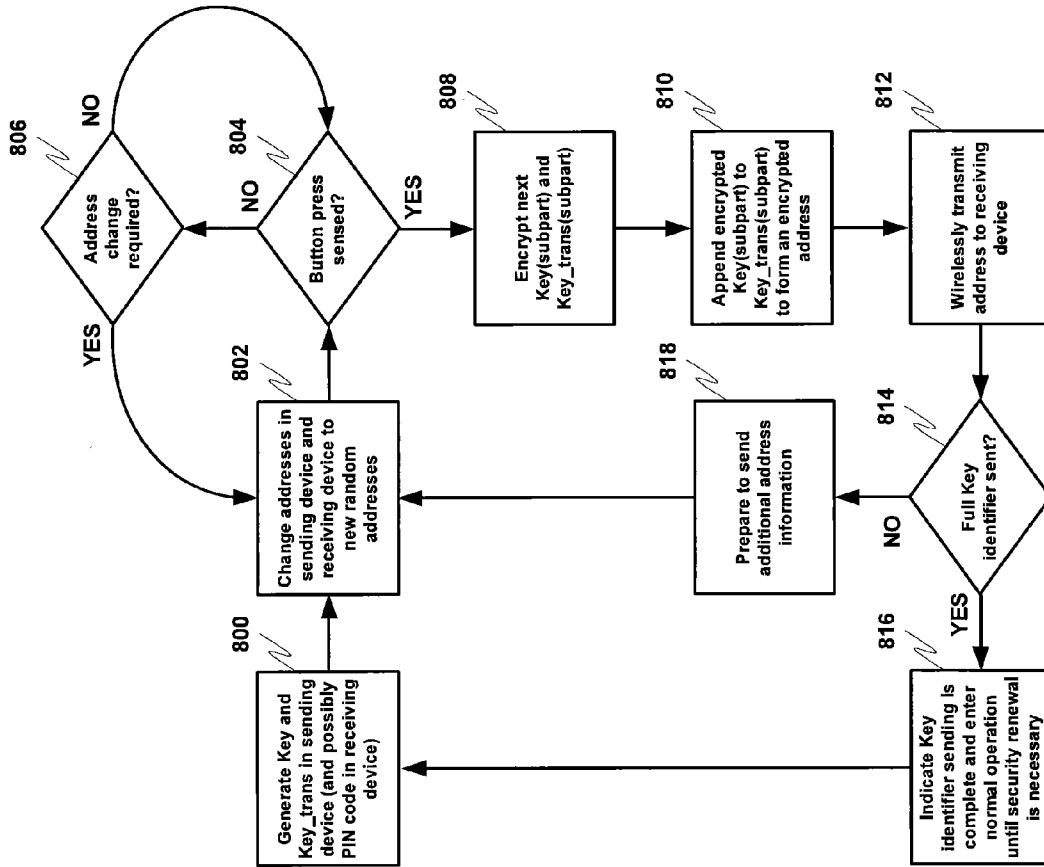 800
Generate Key and
Key_trans in sending
device (and possibly
PIN code in receiving
device)
802
Change addresses in
sending device and
receiving device to
new random
addresses
806
Address
change
required?
YES
NO
804
Button press
sensed?
NO
YES
808
Encrypt next
Key(subpart) and
Key_trans(subpart)
810
Append encrypted
Key(subpart) to
Key_trans(subpart)
to form an encrypted
address
812
Wirelessly transmit
address to receiving
device
814
Full Key
identifier sent?
NO
YES
818
Prepare to send
additional address
information
816
Indicate Key
identifier sending is
complete and enter
normal operation
until security renewal
is necessary